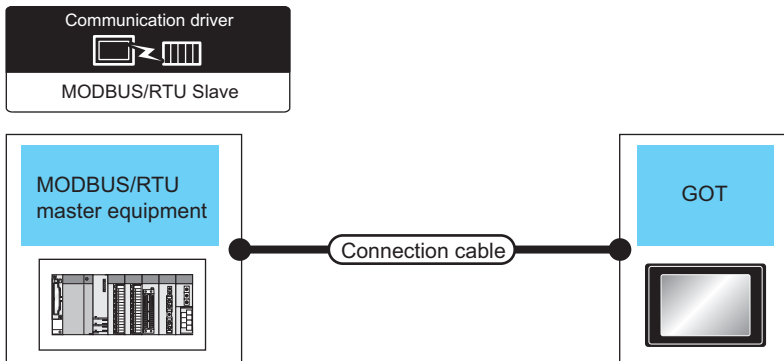 Communication driver
MODBUS/RTU Slave
MODBUS/RTU
master equipment
Connection cable
GOT